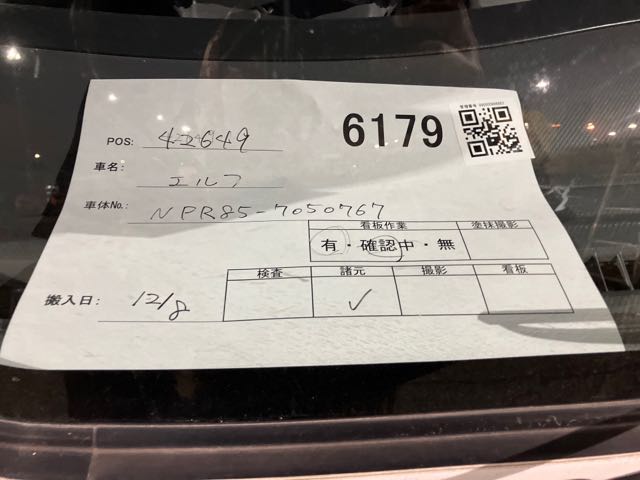 6179
POS: 42649
車名: エルフ
車体No.: NPR85-7050767
看板作業 塗抹撮影
有・確認中・無
検査 諸元 撮影 看板
✓
搬入日: 12/8